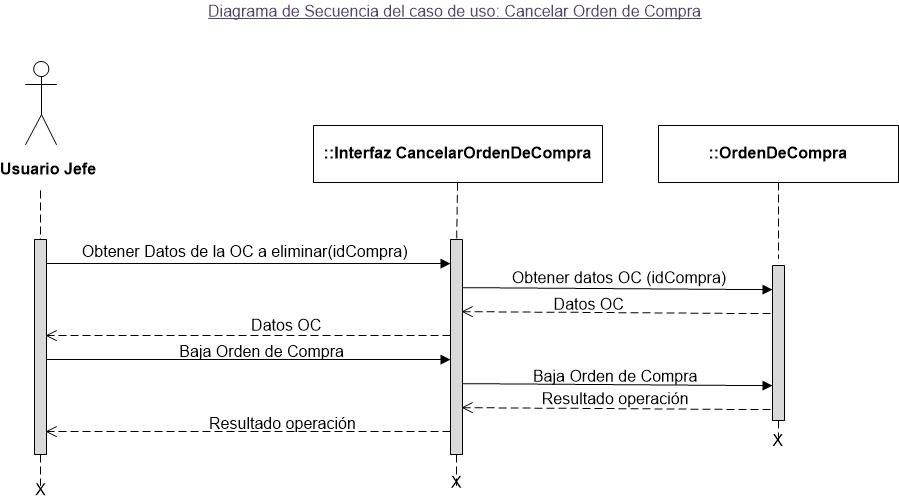 Diagrama de Secuencia del caso de uso: Cancelar Orden de Compra
::Interfaz CancelarOrdenDeCompra
::OrdenDeCompra
Usuario Jefe
Obtener Datos de la OC a eliminar(idCompra)
Obtener datos OC (idCompra)
Datos OC
Datos OC
Baja Orden de Compra
Baja Orden de Compra
Resultado operación
Resultado operación
X
X
X